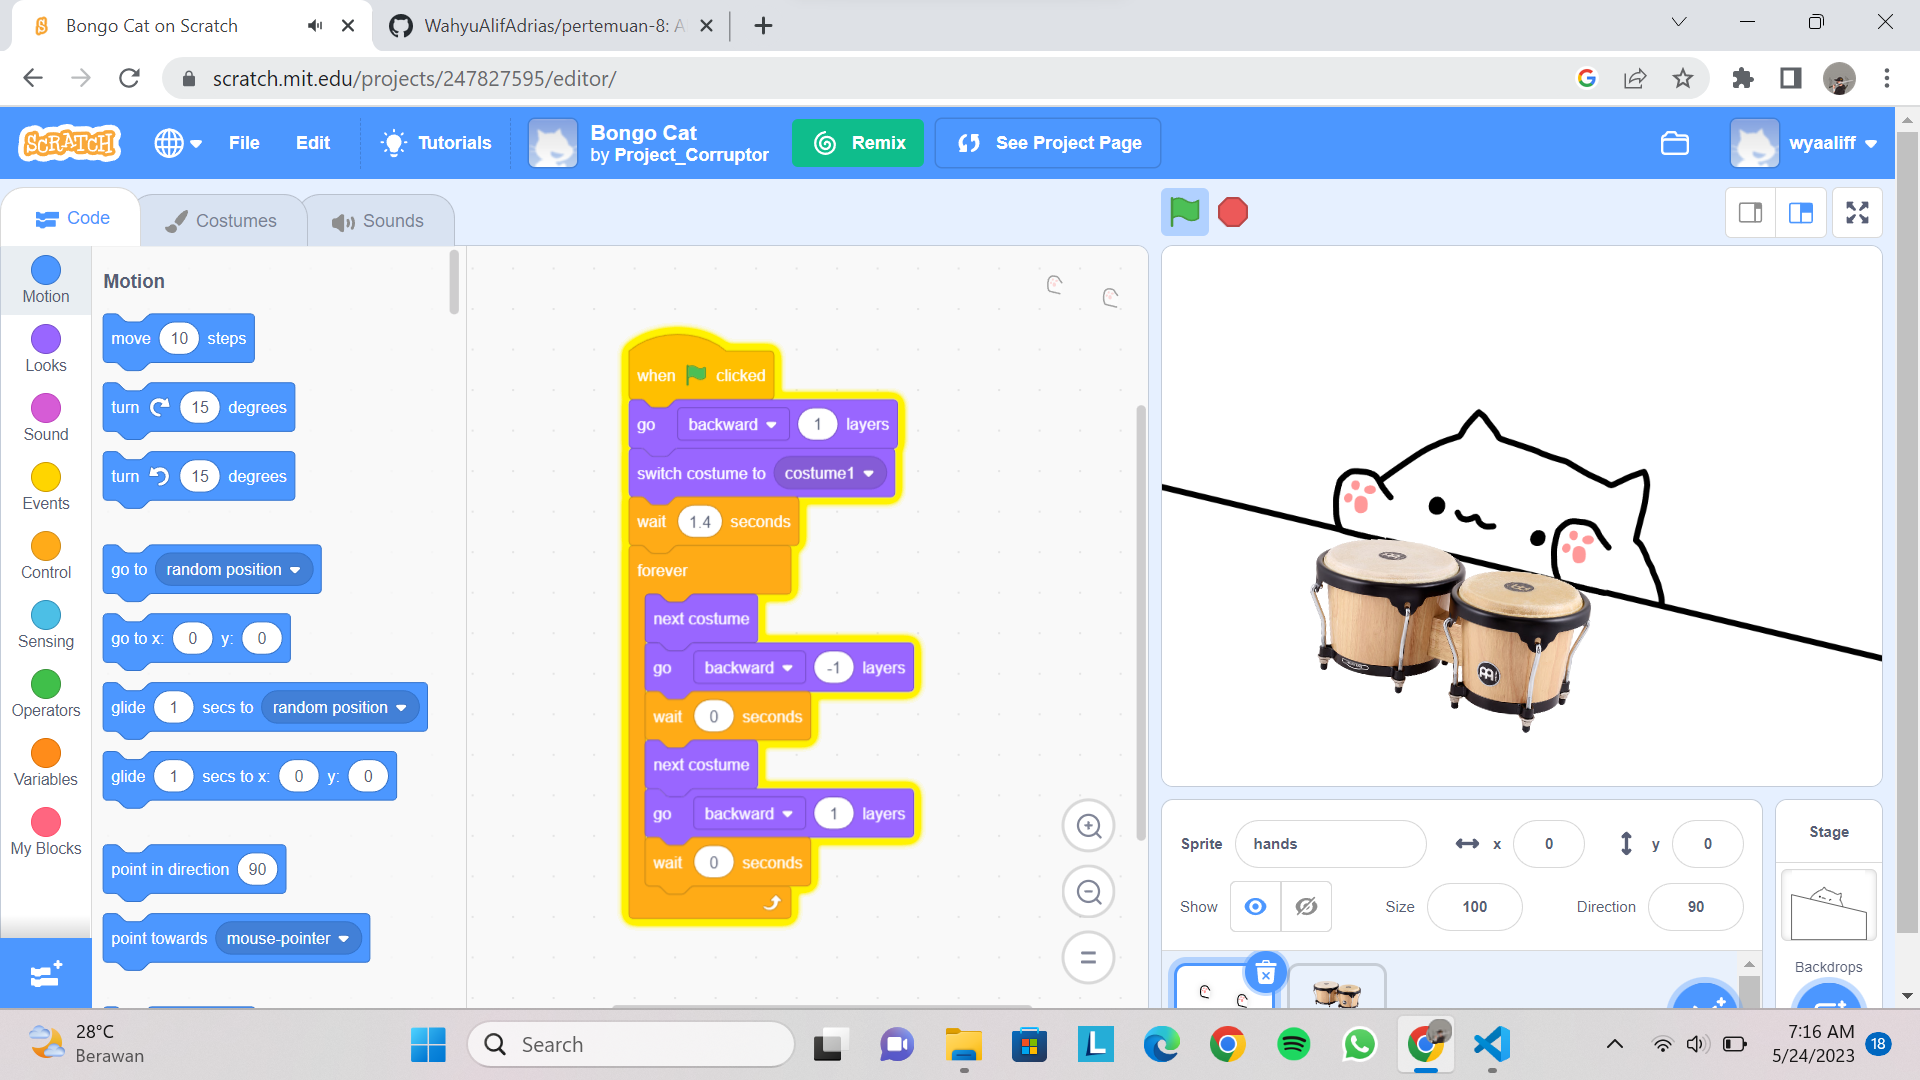 Bongo Cat on Scratch
WahyuAlifAdrias/pertemuan-8: A
scratch.mit.edu/projects/247827595/editor/
SCRATCH
File
Edit
Tutorials
Bongo Cat
by Project_Corruptor
Remix
See Project Page
wyaaliff
Code
Costumes
Sounds
Motion
Looks
Sound
Events
Control
Sensing
Operators
Variables
My Blocks
Motion
move 10 steps
turn 15 degrees
turn 15 degrees
go to random position
go to x: 0 y: 0
glide 1 secs to random position
glide 1 secs to x: 0 y: 0
point in direction 90
point towards mouse-pointer
when clicked
go backward 1 layers
switch costume to costume1
wait 1.4 seconds
forever
next costume
go backward -1 layers
wait 0 seconds
next costume
go backward 1 layers
wait 0 seconds
Sprite hands x 0 y 0
Show Size 100 Direction 90
Stage
Backdrops
28°C
Berawan
Search
7:16 AM
5/24/2023
18